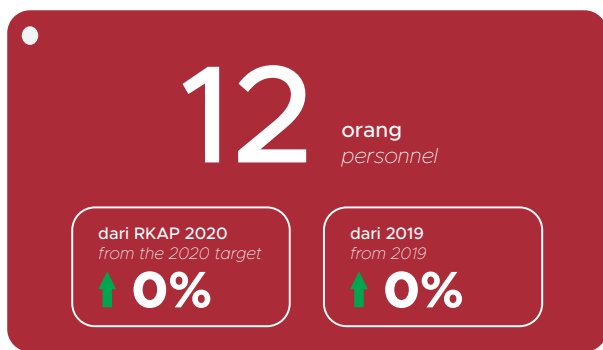 12
orang
personnel
dari RKAP 2020
from the 2020 target
0%
dari 2019
from 2019
0%